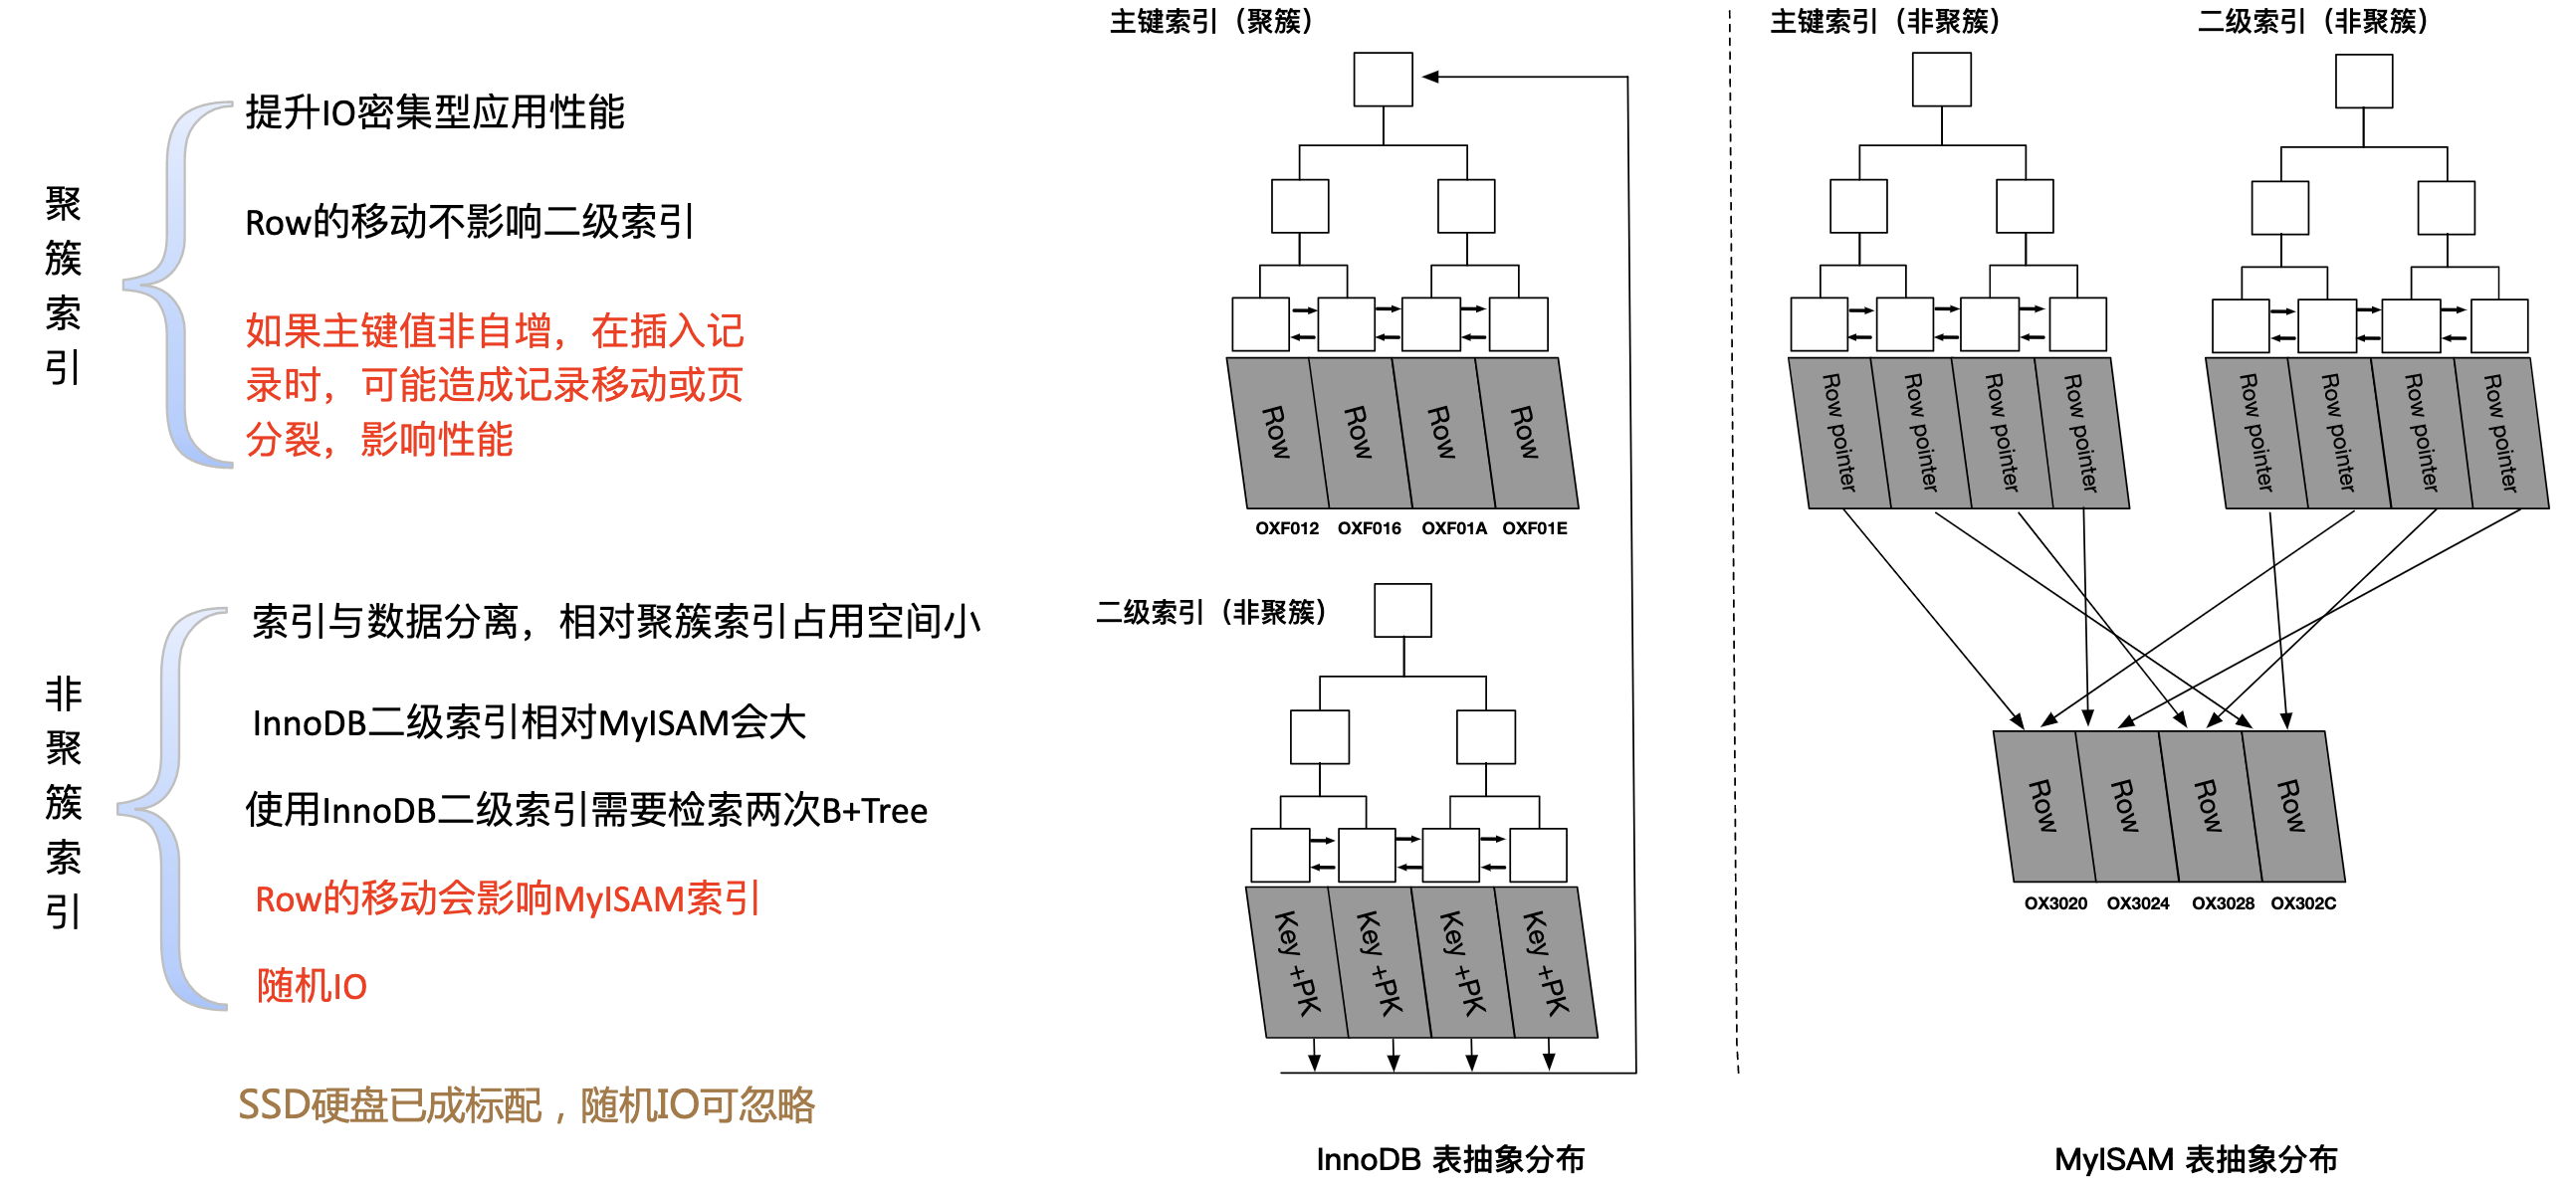 聚簇索引
提升IO密集型应用性能
Row的移动不影响二级索引
如果主键值非自增，在插入记
录时，可能造成记录移动或页
分裂，影响性能
非聚簇索引
索引与数据分离，相对聚簇索引占用空间小
InnoDB二级索引相对MyISAM会大
使用InnoDB二级索引需要检索两次B+Tree
Row的移动会影响MyISAM索引
随机IO
SSD硬盘已成标配，随机IO可忽略
主键索引（聚簇）
Row Row Row Row
OXF012 OXF016 OXF01A OXF01E
二级索引（非聚簇）
Key +PK Key +PK Key +PK Key +PK
InnoDB 表抽象分布
主键索引（非聚簇） 二级索引（非聚簇）
Row pointer Row pointer Row pointer Row pointer Row pointer Row pointer Row pointer Row pointer
Row Row Row Row
OX3020 OX3024 OX3028 OX302C
MyISAM 表抽象分布